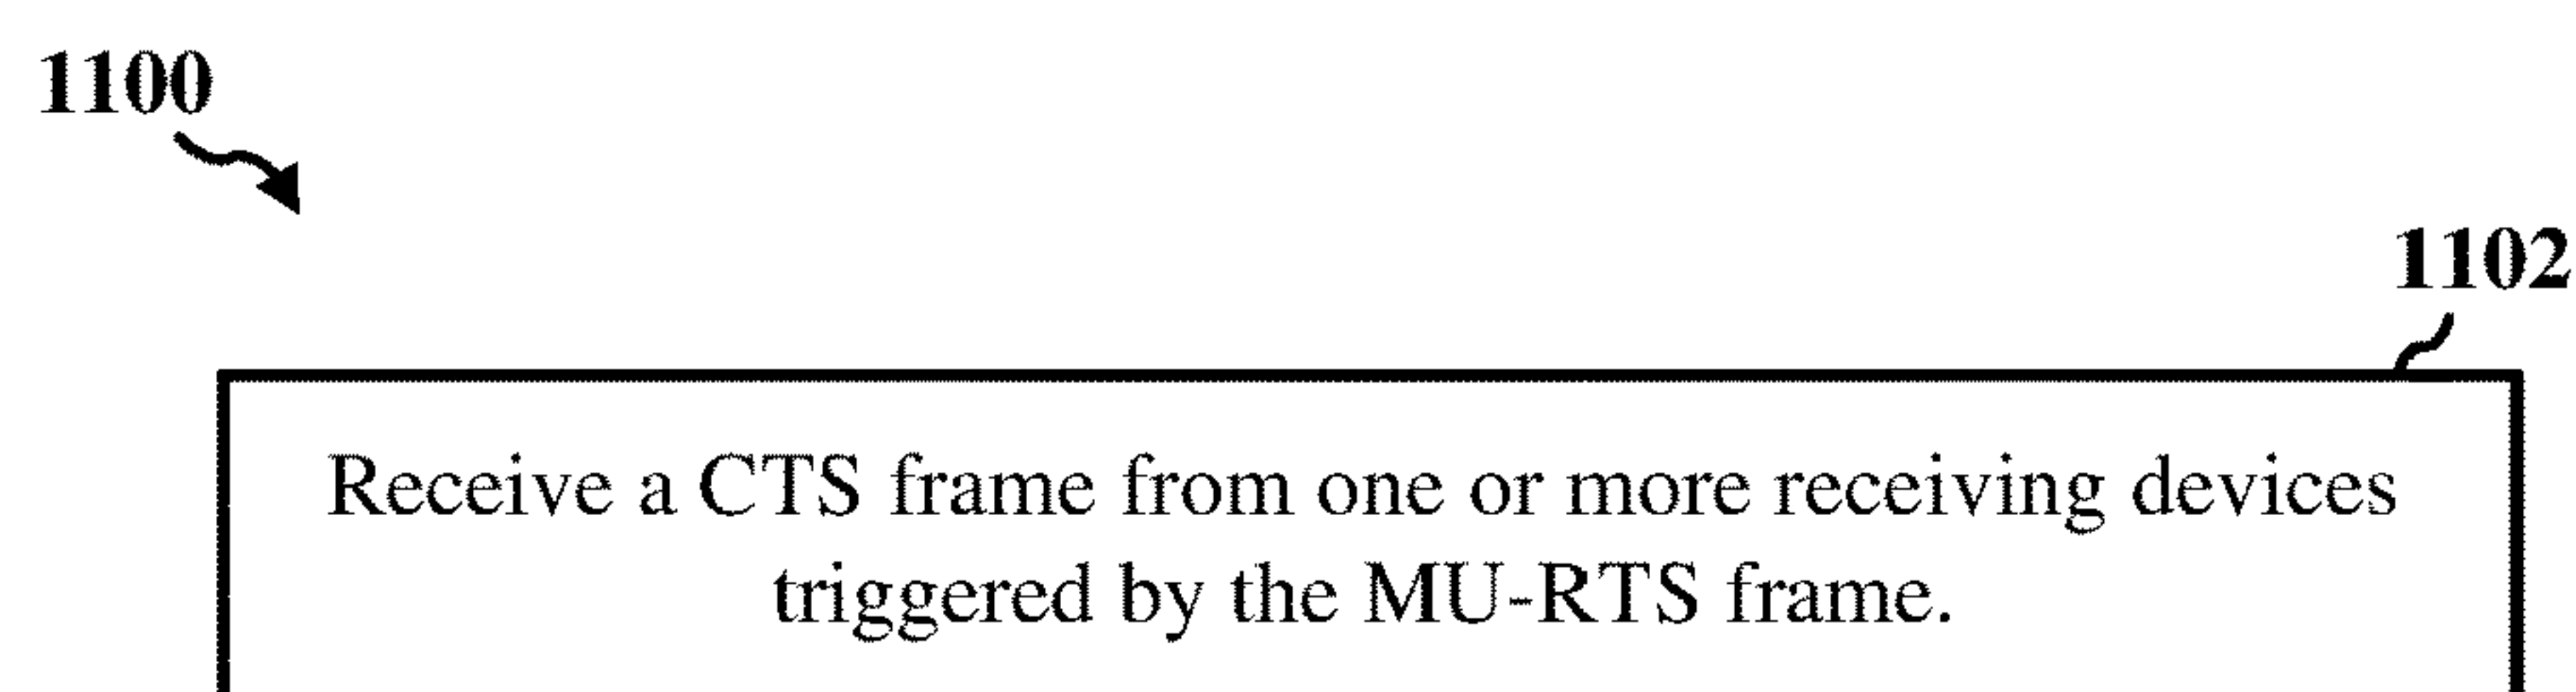 1100
1102
Receive a CTS frame from one or more receiving devices
triggered by the MU-RTS frame.